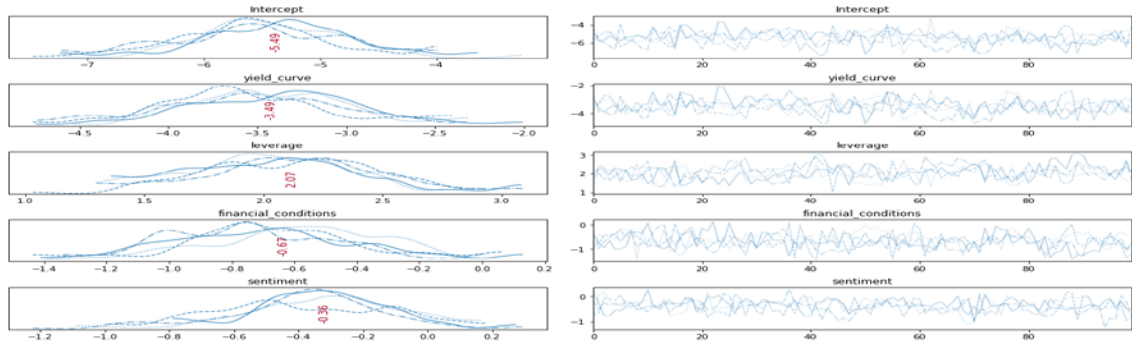 Intercept
-5.49
−7 −6 −5 −4
Intercept
−4
−6
0 20 40 60 80
yield_curve
-3.49
−4.5 −4.0 −3.5 −3.0 −2.5 −2.0
yield_curve
−2
−4
0 20 40 60 80
leverage
2.07
1.0 1.5 2.0 2.5 3.0
leverage
3
2
1
0 20 40 60 80
financial_conditions
-0.67
−1.4 −1.2 −1.0 −0.8 −0.6 −0.4 −0.2 0.0 0.2
financial_conditions
0
−1
0 20 40 60 80
sentiment
-0.36
−1.2 −1.0 −0.8 −0.6 −0.4 −0.2 0.0 0.2
sentiment
0
−1
0 20 40 60 80